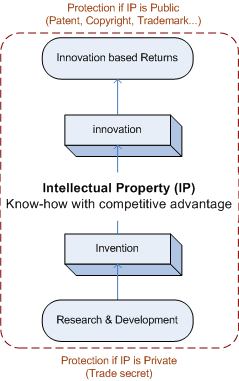 Protection if IP is Public
(Patent, Copyright, Trademark...)
Innovation based Returns
innovation
Intellectual Property (IP)
Know-how with competitive advantage
Invention
Research & Development
Protection if IP is Private
(Trade secret)